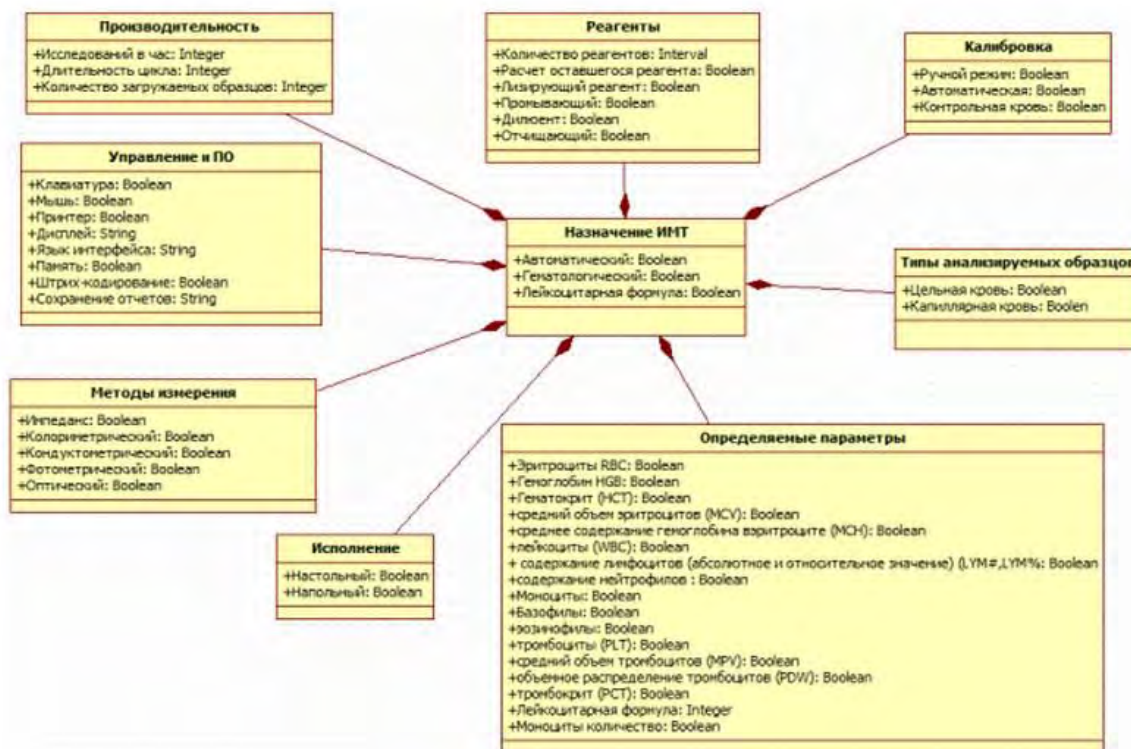 Производительность
+Исследований в час: Integer
+Длительность цикла: Integer
+Количество загружаемых образцов: Integer
Реагенты
+Количество реагентов: Interval
+Расчет оставшегося реагента: Boolean
+Лизирующий реагент: Boolean
+Промывающий: Boolean
+Дилюент: Boolean
+Отчищающий: Boolean
Калибровка
+Ручной режим: Boolean
+Автоматическая: Boolean
+Контрольная кровь: Boolean
Управление и ПО
+Клавиатура: Boolean
+Мышь: Boolean
+Принтер: Boolean
+Дисплей: String
+Язык интерфейса: String
+Память: Boolean
+Штрих-кодирование: Boolean
+Сохранение отчетов: String
Назначение ИМТ
+Автоматический: Boolean
+Гематологический: Boolean
+Лейкоцитарная формула: Boolean
Типы анализируемых образцов
+Цельная кровь: Boolean
+Капиллярная кровь: Boolen
Методы измерения
+Импеданс: Boolean
+Колориметрический: Boolean
+Кондуктометрический: Boolean
+Фотометрический: Boolean
+Оптический: Boolean
Исполнение
+Настольный: Boolean
+Напольный: Boolean
Определяемые параметры
+Эритроциты RBC: Boolean
+Гемоглобин HGB: Boolean
+Гематокрит (HCT): Boolean
+средний объем эритроцитов (MCV): Boolean
+среднее содержание гемоглобина вэритроците (MCH): Boolean
+лейкоциты (WBC): Boolean
+ содержание лимфоцитов (абсолютное и относительное значение) (LYM#,LYM%: Boolean
+содержание нейтрофилов : Boolean
+Моноциты: Boolean
+Базофилы: Boolean
+эозинофилы: Boolean
+тромбоциты (PLT): Boolean
+средний объем тромбоцитов (MPV): Boolean
+объемное распределение тромбоцитов (PDW): Boolean
+тромбокрит (PCT): Boolean
+Лейкоцитарная формула: Integer
+Моноциты количество: Boolean